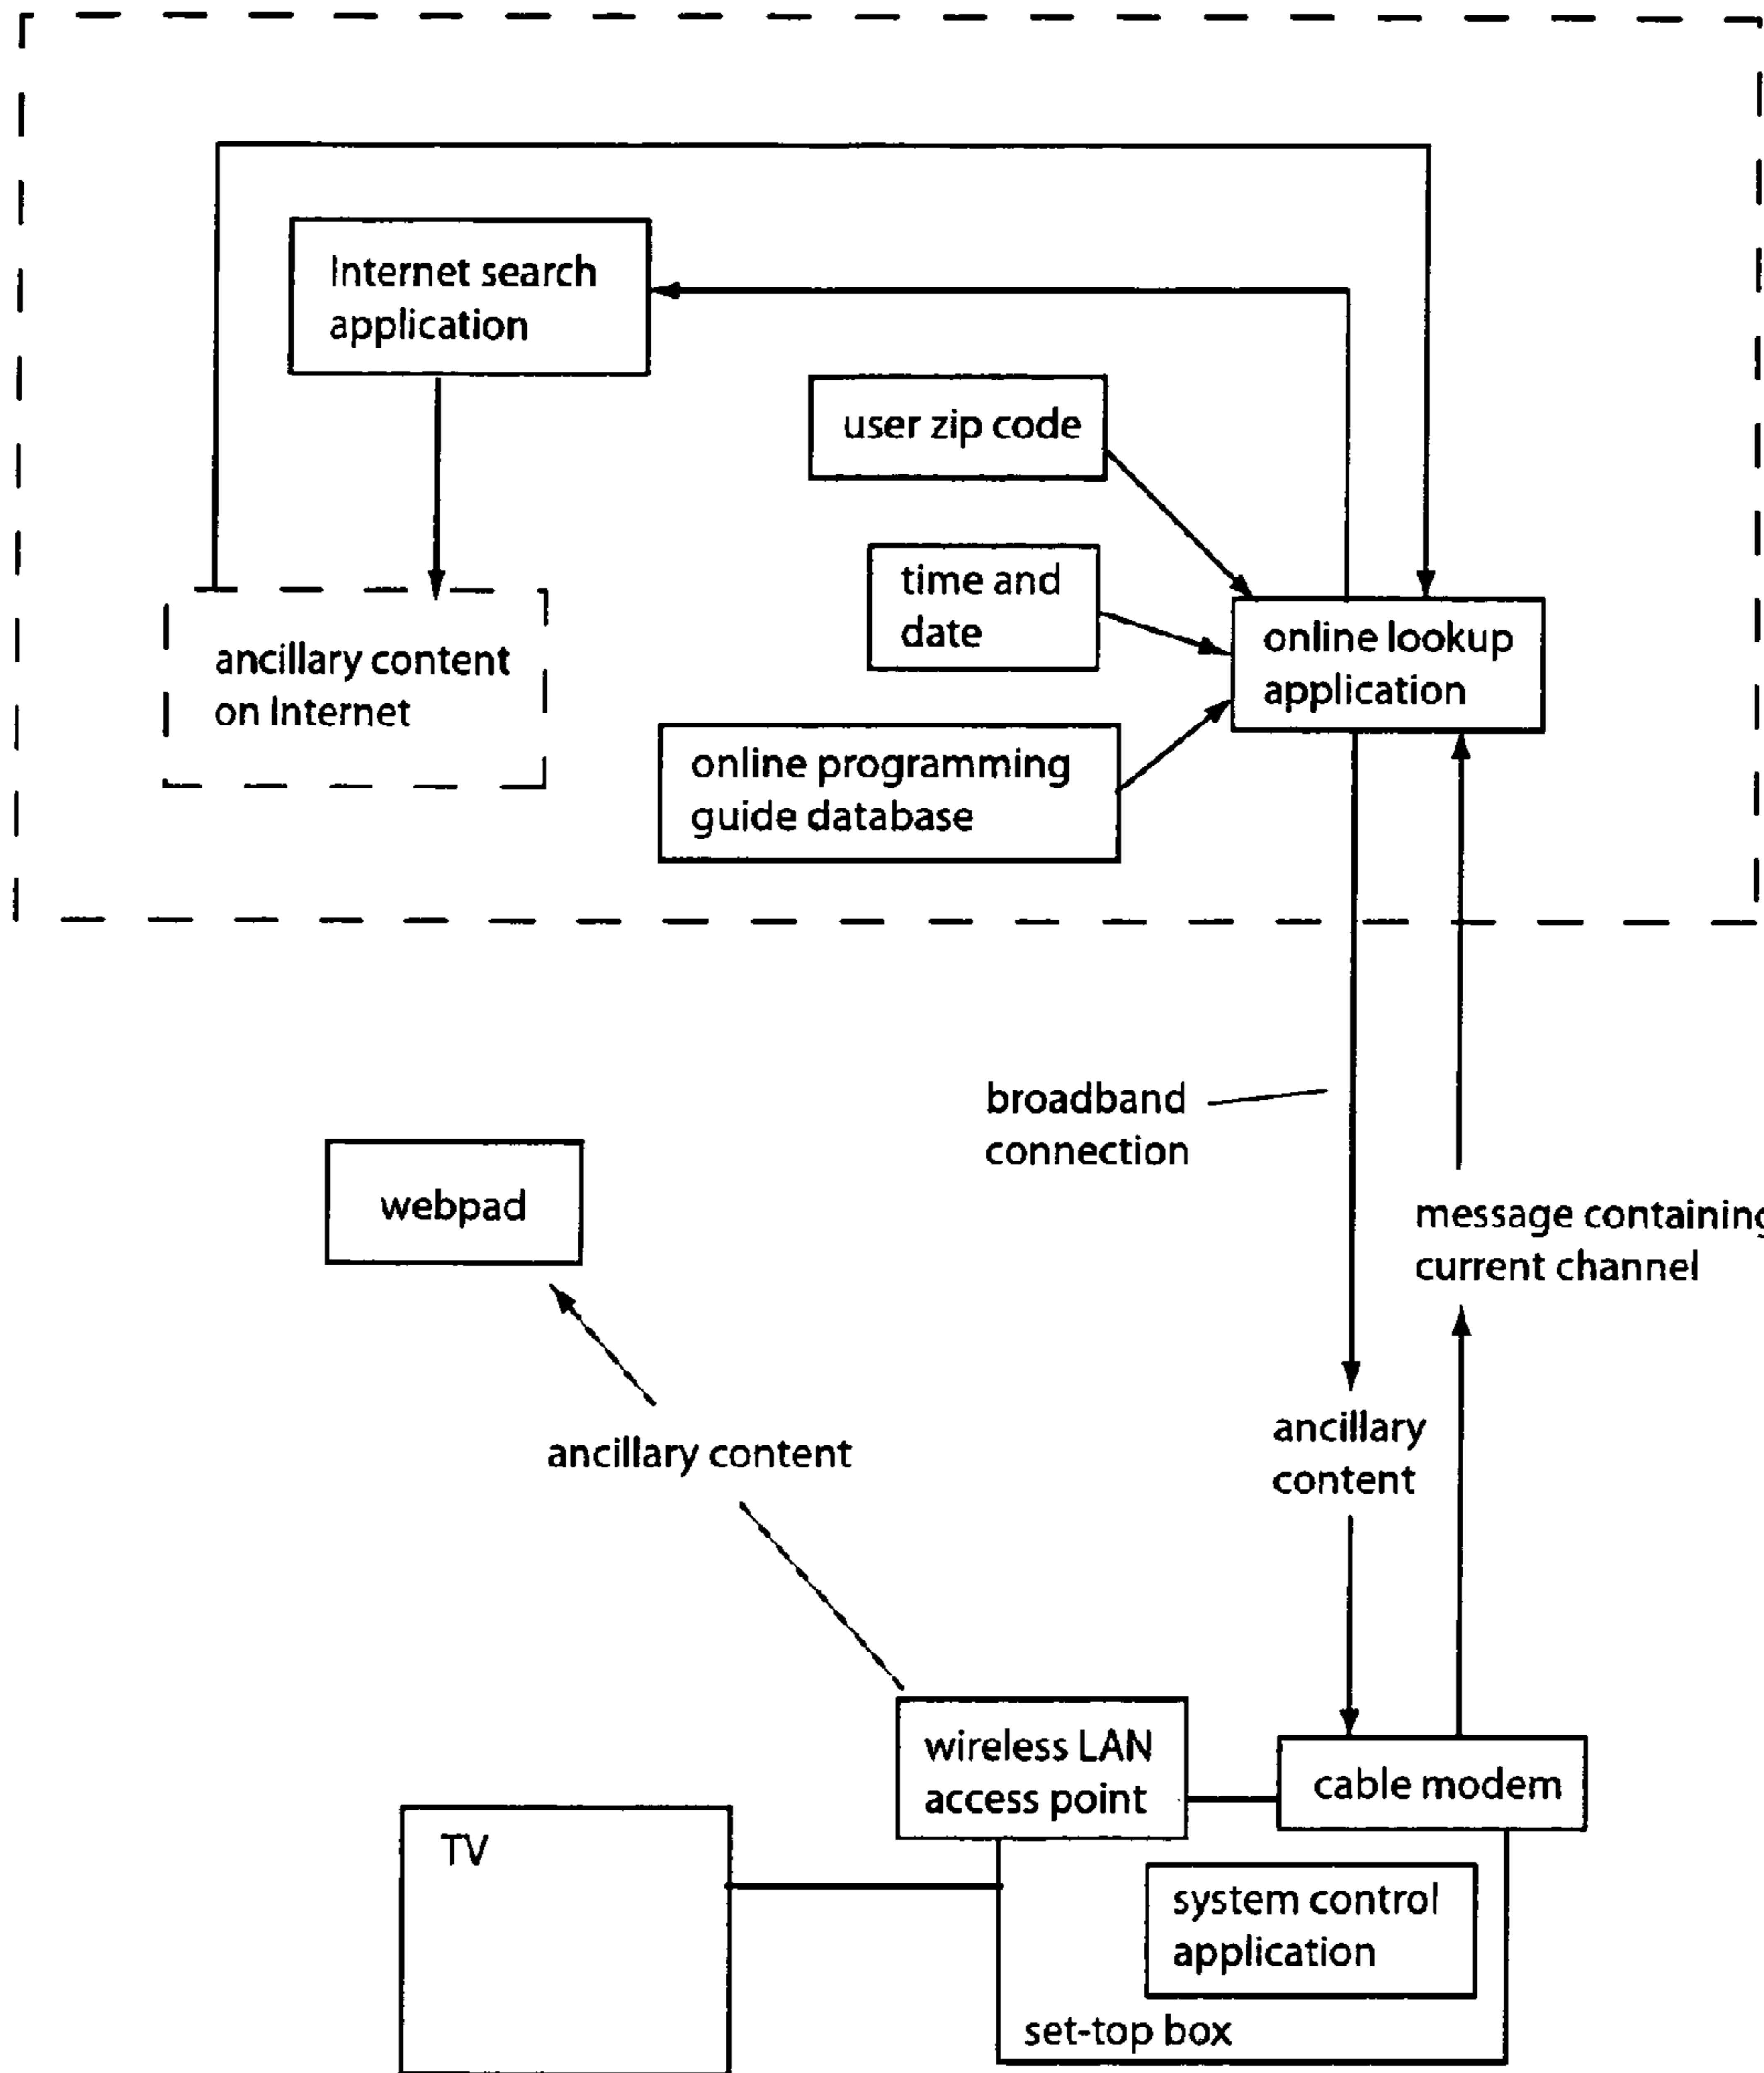 Internet search
application
user zip code
time and
date
online lookup
application
ancillary content
on Internet
online programming
guide database
broadband
connection
webpad
message containing
current channel
ancillary content
ancillary
content
wireless LAN
access point
cable modem
TV
system control
application
set-top box